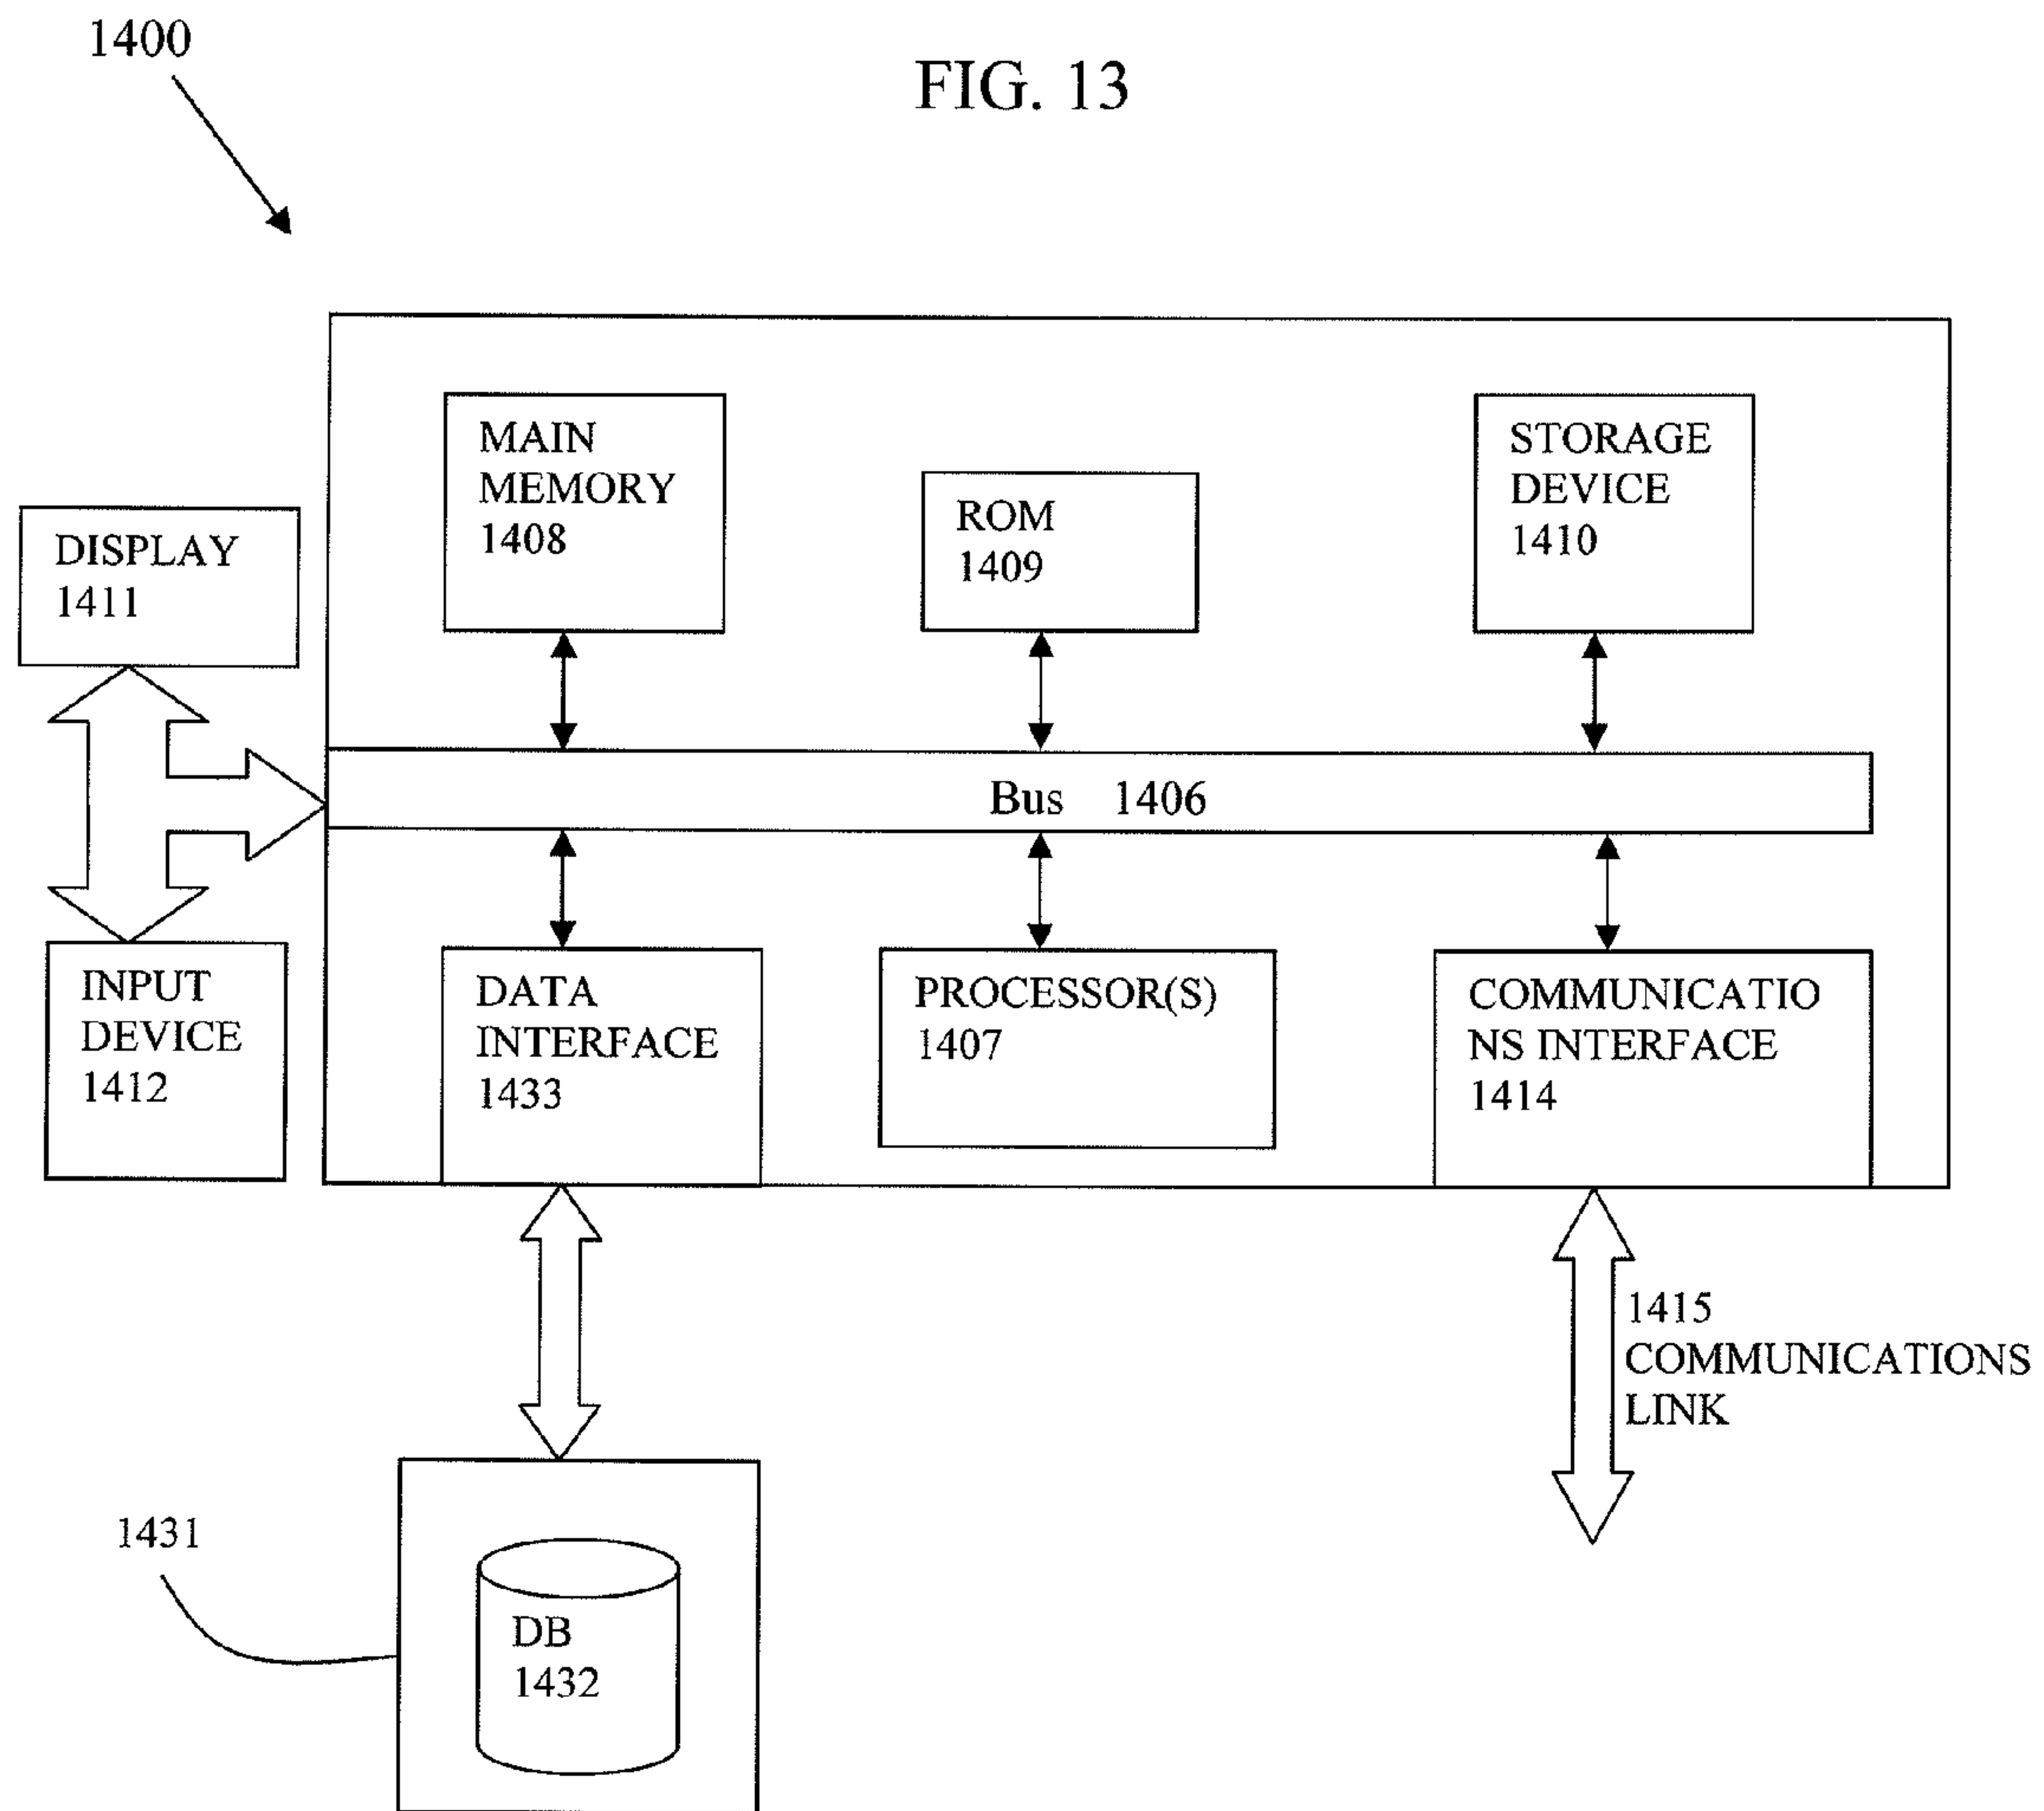 1400
FIG. 13
MAIN
MEMORY
1408
ROM
1409
STORAGE
DEVICE
1410
DISPLAY
1411
Bus 1406
INPUT
DEVICE
1412
DATA
INTERFACE
1433
PROCESSOR(S)
1407
COMMUNICATIO
NS INTERFACE
1414
1415
COMMUNICATIONS
LINK
1431
DB
1432